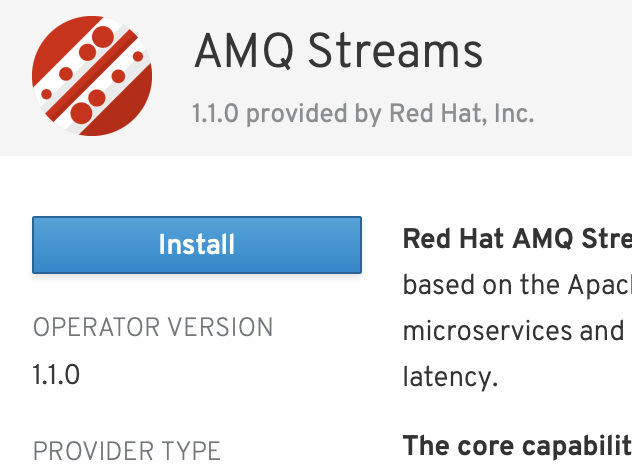 AMQ Streams
1.1.0 provided by Red Hat, Inc.
Install
OPERATOR VERSION
1.1.0
PROVIDER TYPE
Red Hat AMQ Stre
based on the Apac
microservices and
latency.
The core capabilit